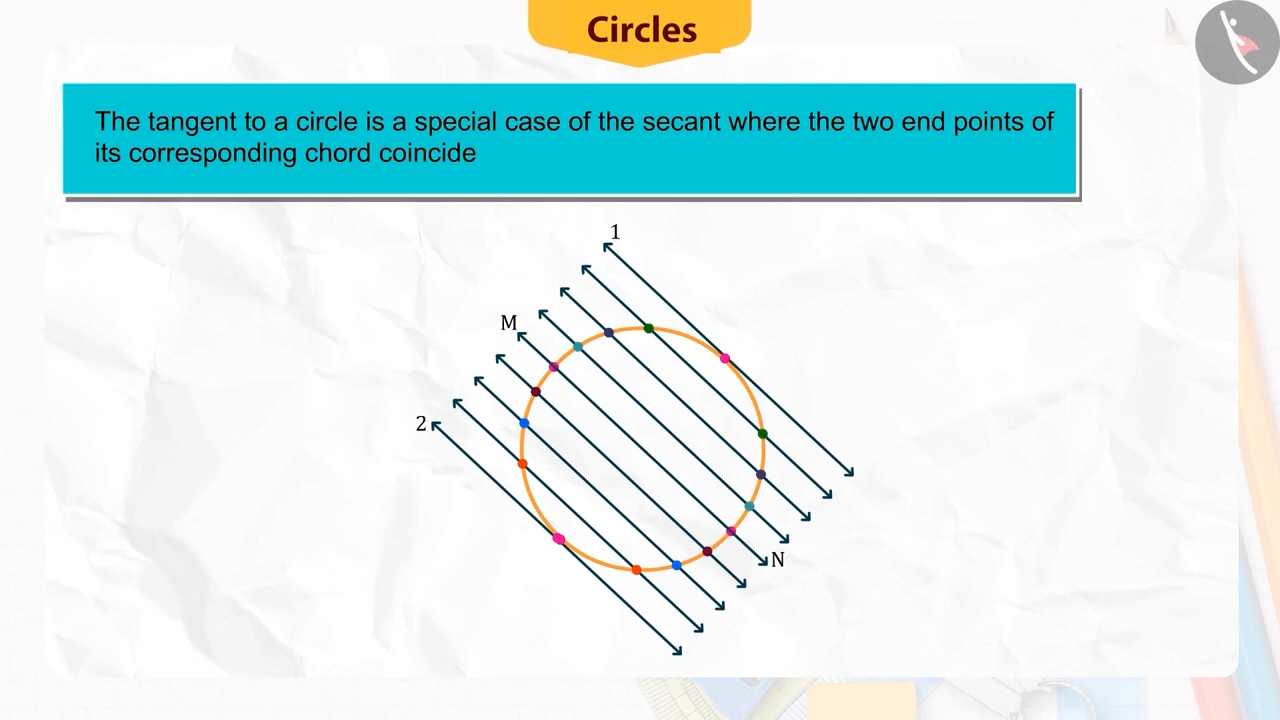 Circles
The tangent to a circle is a special case of the secant where the two end points of
its corresponding chord coincide
1
M
2
N